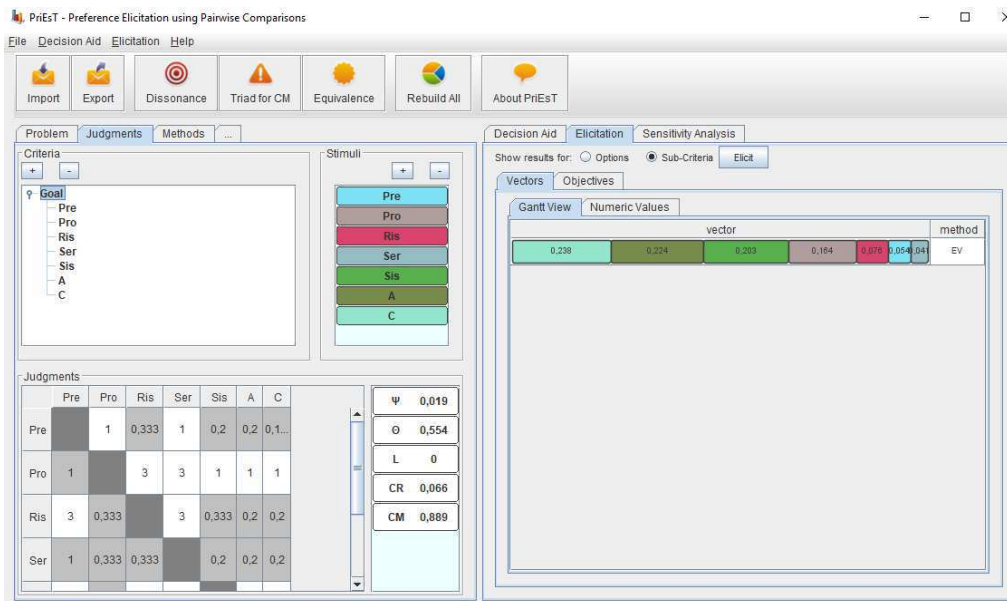 PriEsT - Preference Elicitation using Pairwise Comparisons
File Decision Aid Elicitation Help
Import Export Dissonance Triad for CM Equivalence Rebuild All About PriEsT
Problem Judgments Methods ...
Criteria
+ -
Goal
Pre
Pro
Ris
Ser
Sis
A
C
Stimuli
+ -
Pre
Pro
Ris
Ser
Sis
A
C
Judgments
Pre Pro Ris Ser Sis A C
Pre 1 0,333 1 0,2 0,2 0,1...
Pro 1 3 3 1 1 1
Ris 3 0,333 3 0,333 0,2 0,2
Ser 1 0,333 0,333 0,2 0,2 0,2
Ψ 0,019
Θ 0,554
L 0
CR 0,066
CM 0,889
Decision Aid Elicitation Sensitivity Analysis
Show results for: Options Sub-Criteria Elicit
Vectors Objectives
Gantt View Numeric Values
vector method
0,238 0,224 0,203 0,164 0,076 0,054 0,041 EV